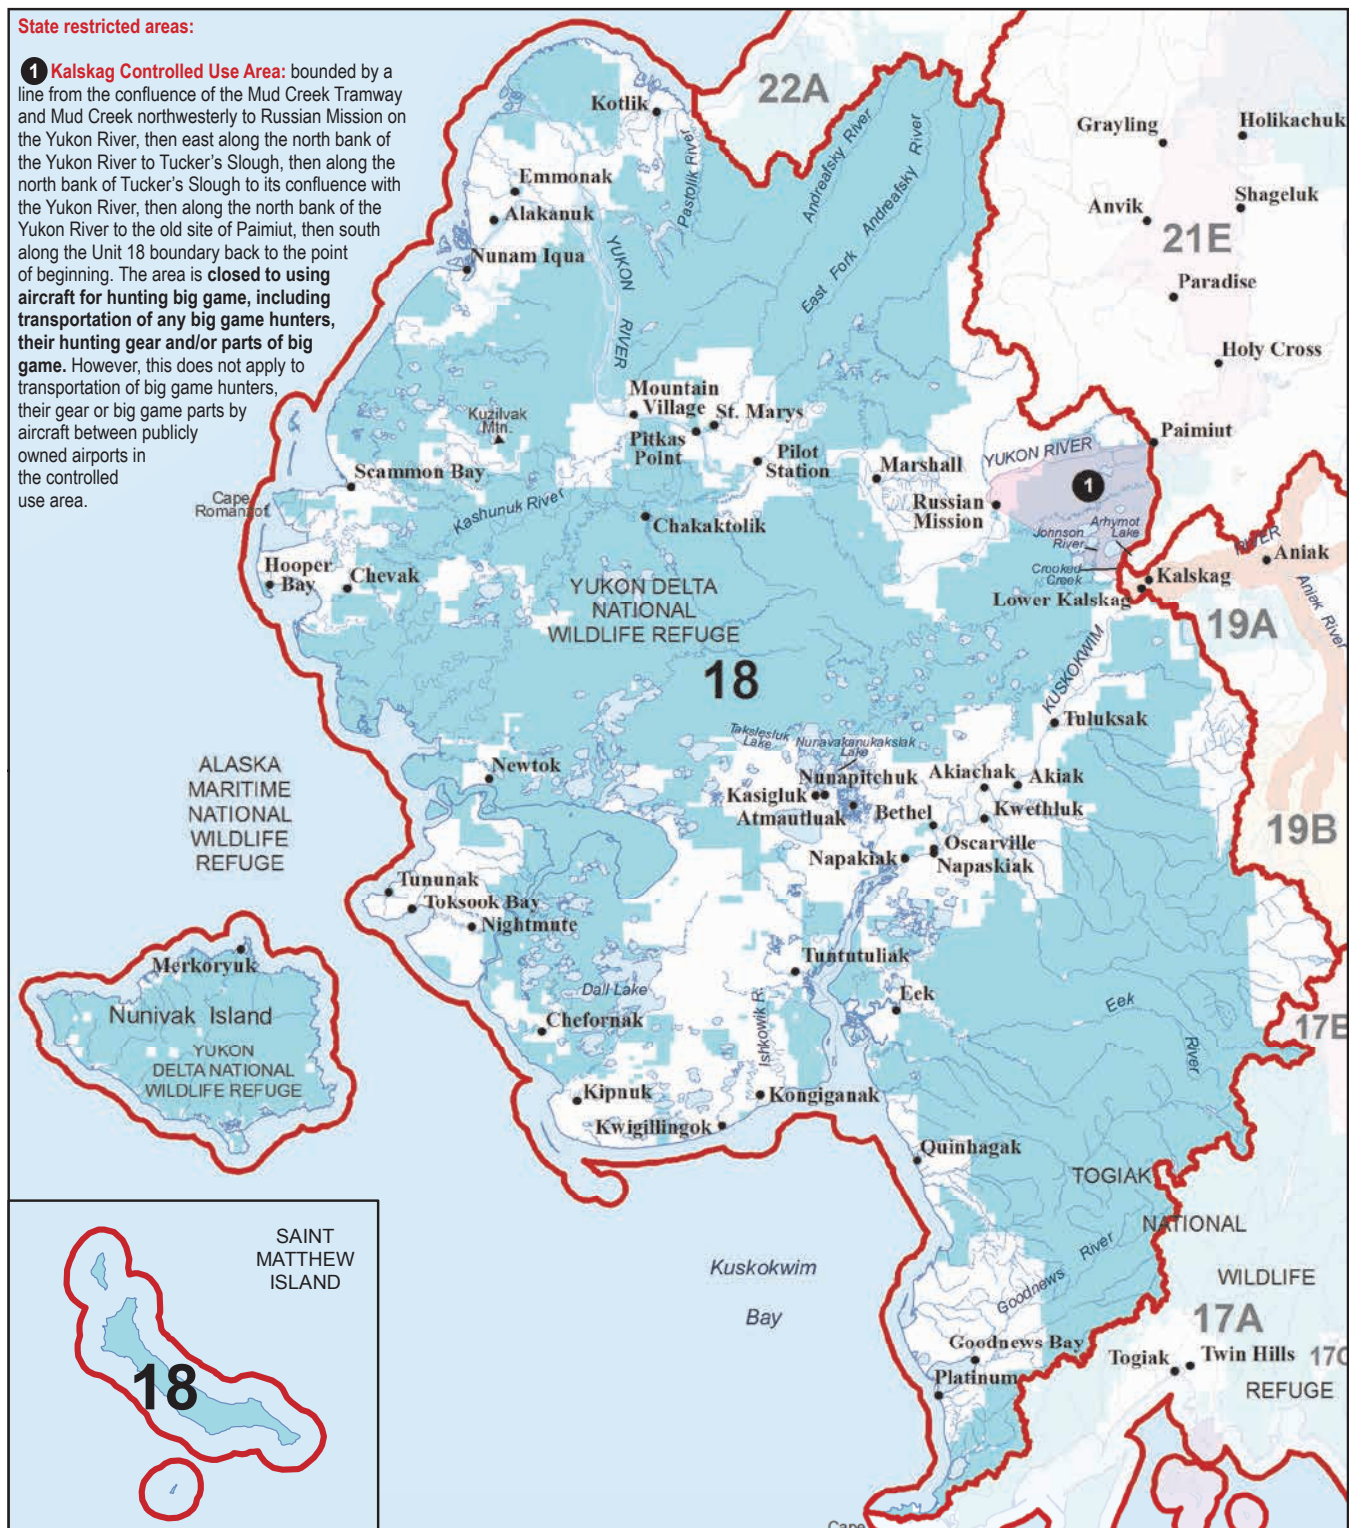 State restricted areas:
1 Kalskag Controlled Use Area: bounded by a
line from the confluence of the Mud Creek Tramway
and Mud Creek northwesterly to Russian Mission on
the Yukon River, then east along the north bank of
the Yukon River to Tucker's Slough, then along the
north bank of Tucker's Slough to its confluence with
the Yukon River, then along the north bank of the
Yukon River to the old site of Paimiut, then south
along the Unit 18 boundary back to the point
of beginning. The area is closed to using
aircraft for hunting big game, including
transportation of any big game hunters,
their hunting gear and/or parts of big
game. However, this does not apply to
transportation of big game hunters,
their gear or big game parts by
aircraft between publicly
owned airports in
the controlled
use area.
22A
Kotlik
Pastolik River
Andreafsky River
East Fork Andreafsky River
Grayling
Holikachuk
Emmonak
Alakanuk
Anvik
Shageluk
21E
Nunam Iqua
YUKON
RIVER
Paradise
Holy Cross
Mountain
Village
St. Marys
Kuzilvak
Mtn.
Pitkas
Point
Pilot
Station
Marshall
YUKON RIVER
Paimiut
1
Scammon Bay
Cape
Romanzof
Kashunuk River
Chakaktolik
Russian
Mission
Johnson
River
Arhymot
Lake
RIVER
Aniak
Crooked
Creek
Kalskag
Lower Kalskag
Aniak River
Hooper
Bay
Chevak
YUKON DELTA
NATIONAL
WILDLIFE REFUGE
19A
18
KUSKOKWIM
Tuluksak
Takslesluk
Lake
Nunavakanukakslak
Lake
ALASKA
MARITIME
NATIONAL
WILDLIFE
REFUGE
Newtok
Nunapitchuk
Akiachak
Akiak
Kasigluk
Atmautluak
Bethel
Kwethluk
19B
Oscarville
Napakiak
Napaskiak
Tununak
Toksook Bay
Nightmute
Merkoryuk
Tuntutuliak
Dall Lake
Eek
Eek
River
Nunivak Island
Chefornak
Ishkowik R.
17B
YUKON
DELTA NATIONAL
WILDLIFE REFUGE
Kipnuk
Kongiganak
Kwigillingok
Quinhagak
TOGIAK
NATIONAL
WILDLIFE
REFUGE
SAINT
MATTHEW
ISLAND
Kuskokwim
Bay
Goodnews River
17A
Goodnews Bay
Togiak
Twin Hills
17C
Platinum
18
Cape